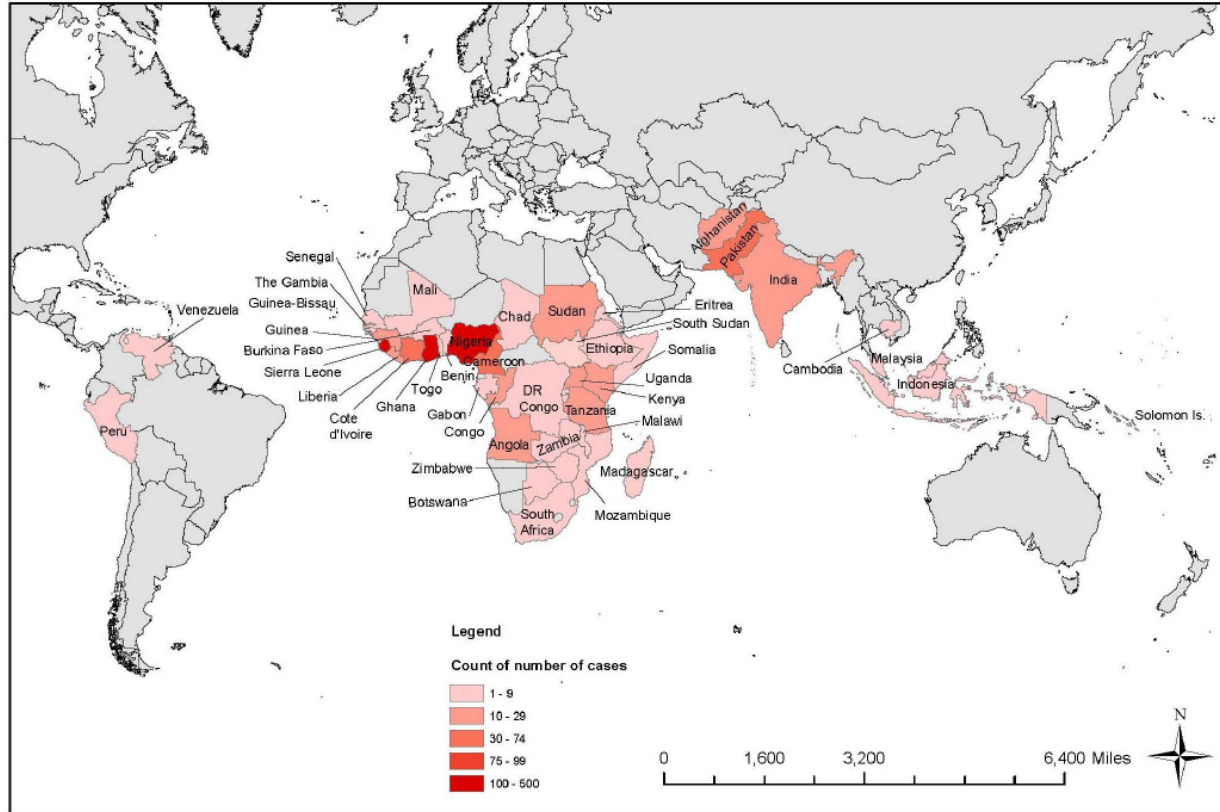 Senegal
The Gambia
Guinea-Bissau
Venezuela
Guinea
Burkina Faso
Sierra Leone
Liberia
Cote
d'Ivoire
Ghana
Togo
Benin
Gabon
Congo
Mali
Chad
Sudan
Nigeria
Cameroon
Ethiopia
Eritrea
South Sudan
Somalia
Uganda
Kenya
DR
Congo
Tanzania
Malawi
Angola
Zambia
Zimbabwe
Botswana
Madagascar
Mozambique
South
Africa
Peru
Afghanistan
Pakistan
India
Cambodia
Malaysia
Indonesia
Solomon Is.
Legend
Count of number of cases
1 - 9
10 - 29
30 - 74
75 - 99
100 - 500
0 1,600 3,200 6,400 Miles
N